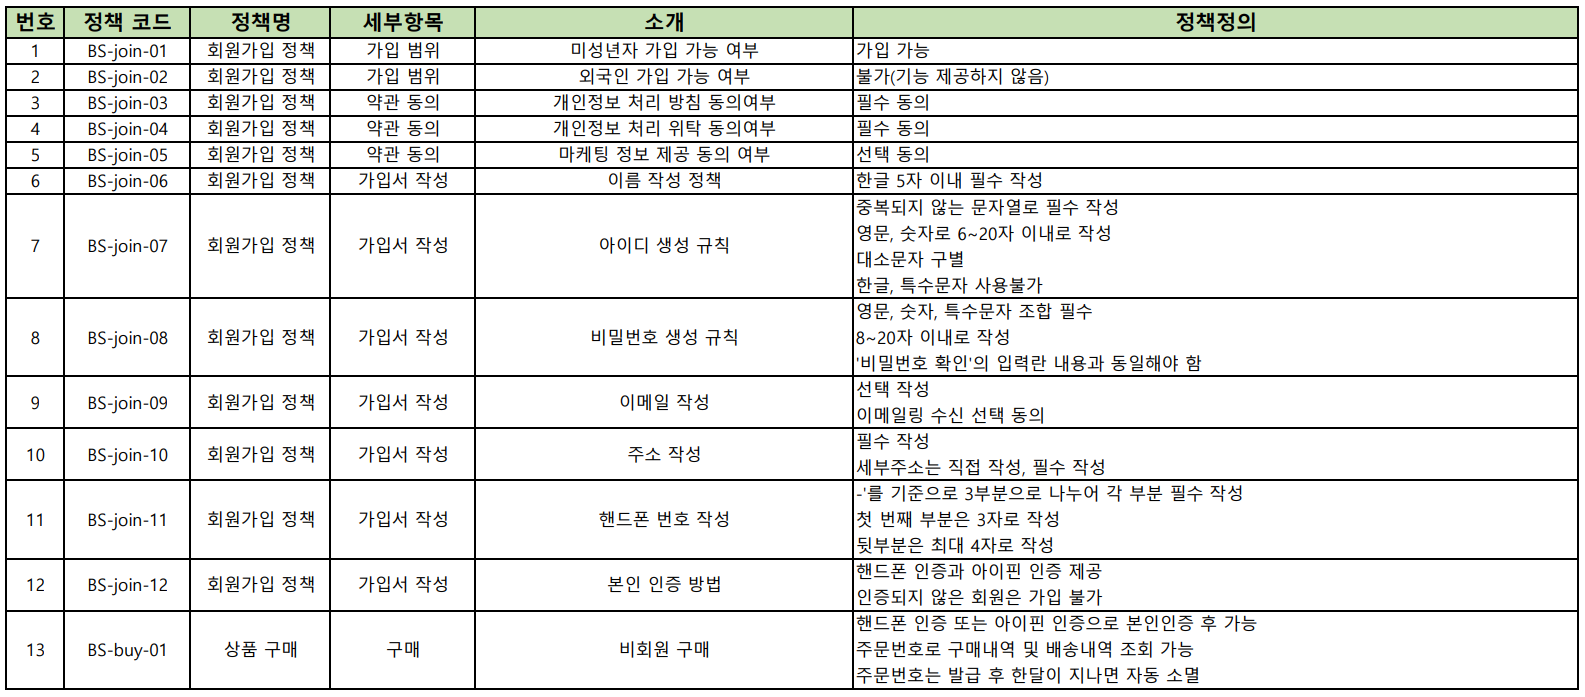 번호 정책 코드 정책명 세부항목 소개 정책정의
1 BS-join-01 회원가입 정책 가입 범위 미성년자 가입 가능 여부 가입 가능
2 BS-join-02 회원가입 정책 가입 범위 외국인 가입 가능 여부 불가(기능 제공하지 않음)
3 BS-join-03 회원가입 정책 약관 동의 개인정보 처리 방침 동의여부 필수 동의
4 BS-join-04 회원가입 정책 약관 동의 개인정보 처리 위탁 동의여부 필수 동의
5 BS-join-05 회원가입 정책 약관 동의 마케팅 정보 제공 동의 여부 선택 동의
6 BS-join-06 회원가입 정책 가입서 작성 이름 작성 정책 한글 5자 이내 필수 작성
7 BS-join-07 회원가입 정책 가입서 작성 아이디 생성 규칙 중복되지 않는 문자열로 필수 작성
영문, 숫자로 6~20자 이내로 작성
대소문자 구별
한글, 특수문자 사용불가
8 BS-join-08 회원가입 정책 가입서 작성 비밀번호 생성 규칙 영문, 숫자, 특수문자 조합 필수
8~20자 이내로 작성
'비밀번호 확인'의 입력란 내용과 동일해야 함
9 BS-join-09 회원가입 정책 가입서 작성 이메일 작성 선택 작성
이메일링 수신 선택 동의
10 BS-join-10 회원가입 정책 가입서 작성 주소 작성 필수 작성
세부주소는 직접 작성, 필수 작성
11 BS-join-11 회원가입 정책 가입서 작성 핸드폰 번호 작성 -'를 기준으로 3부분으로 나누어 각 부분 필수 작성
첫 번째 부분은 3자로 작성
뒷부분은 최대 4자로 작성
12 BS-join-12 회원가입 정책 가입서 작성 본인 인증 방법 핸드폰 인증과 아이핀 인증 제공
인증되지 않은 회원은 가입 불가
13 BS-buy-01 상품 구매 구매 비회원 구매 핸드폰 인증 또는 아이핀 인증으로 본인인증 후 가능
주문번호로 구매내역 및 배송내역 조회 가능
주문번호는 발급 후 한달이 지나면 자동 소멸